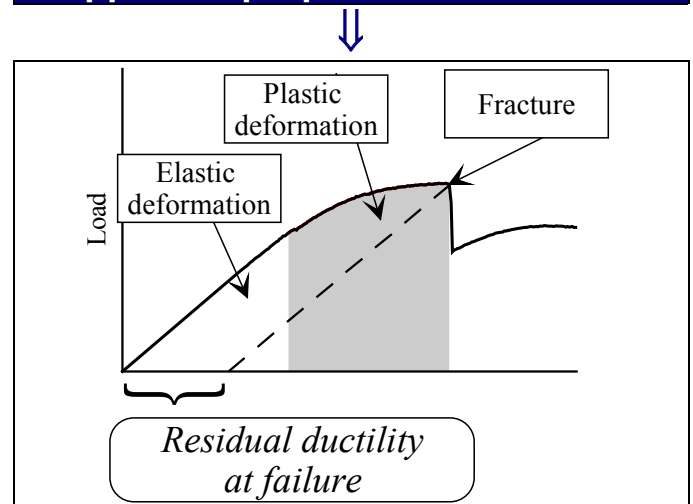 Plastic
deformation
Fracture
Elastic
deformation
Load
Residual ductility
at failure